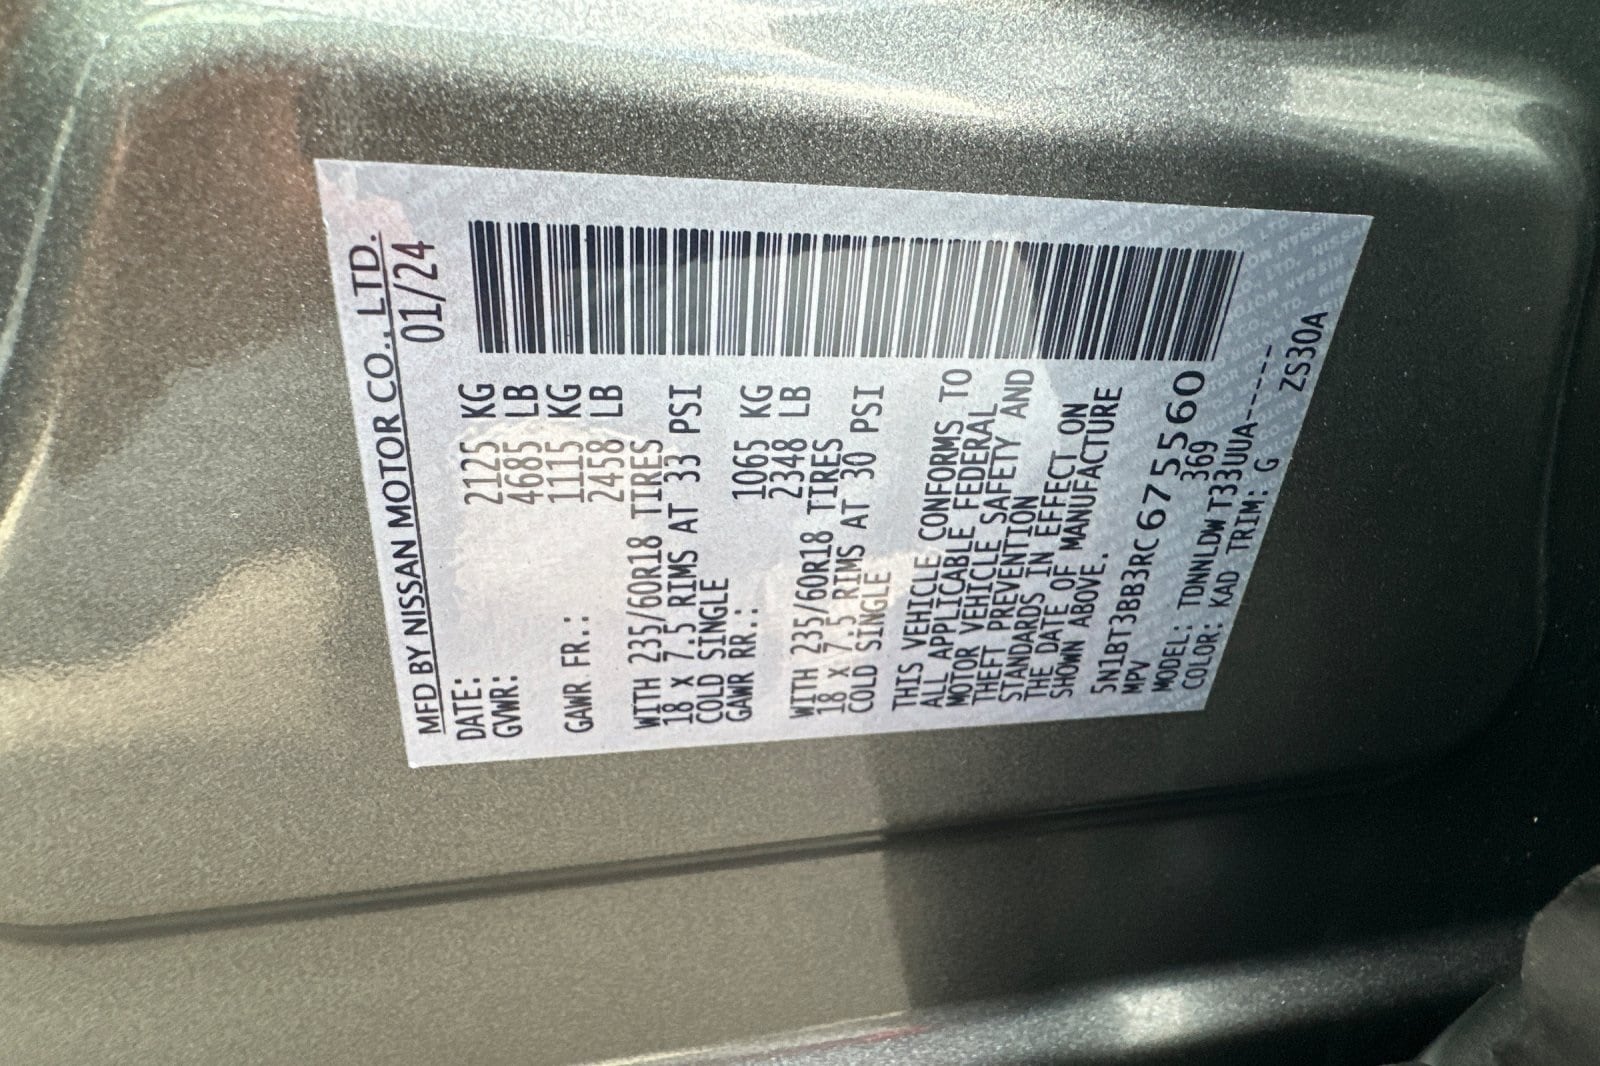 MFD BY NISSAN MOTOR CO., LTD.
DATE: 01/24
GVWR: 2125 KG
4685 LB
GAWR FR.: 1115 KG
2458 LB
WITH 235/60R18 TIRES
18 X 7.5 RIMS AT 33 PSI
COLD SINGLE
GAWR RR.: 1065 KG
2348 LB
WITH 235/60R18 TIRES
18 X 7.5 RIMS AT 30 PSI
COLD SINGLE
THIS VEHICLE CONFORMS TO
ALL APPLICABLE FEDERAL
MOTOR VEHICLE SAFETY AND
THEFT PREVENTION
STANDARDS IN EFFECT ON
THE DATE OF MANUFACTURE
SHOWN ABOVE.
5N1BT3BB3RC675560
MPV 369
MODEL: TDNNLDWT33UUA-----
COLOR: KAD TRIM: G ZS30A